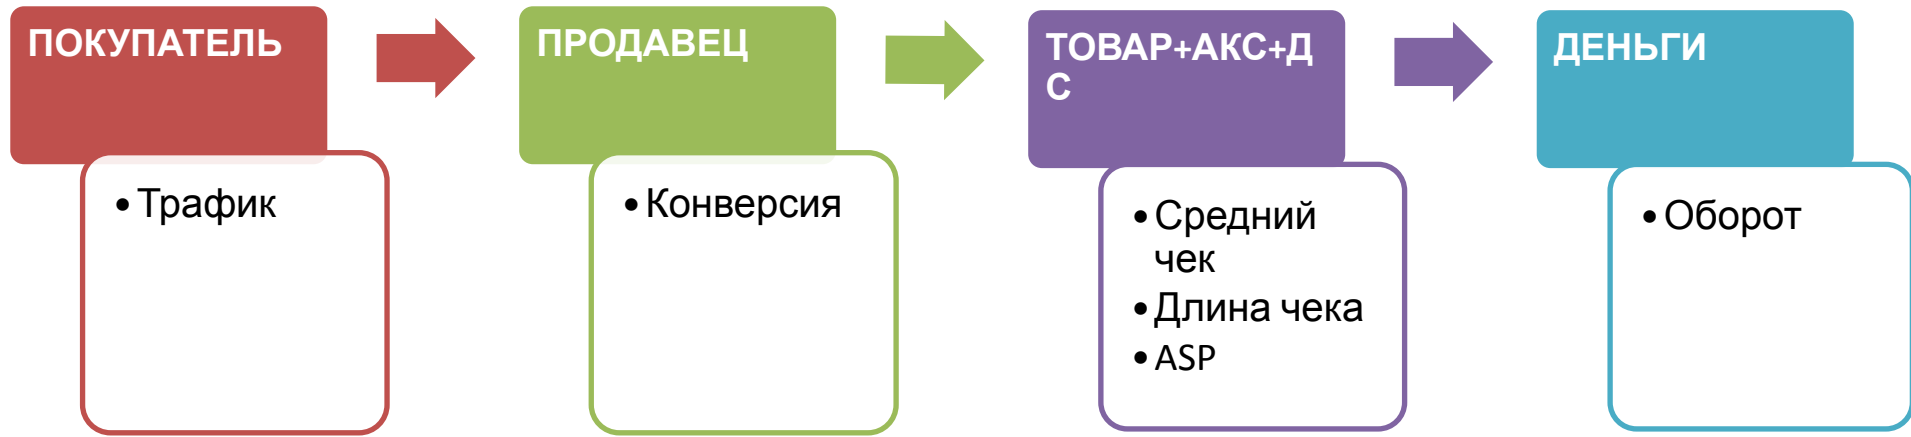 ПОКУПАТЕЛЬ
• Трафик
ПРОДАВЕЦ
• Конверсия
ТОВАР+АКС+Д
С
• Средний
чек
• Длина чека
• ASP
ДЕНЬГИ
• Оборот